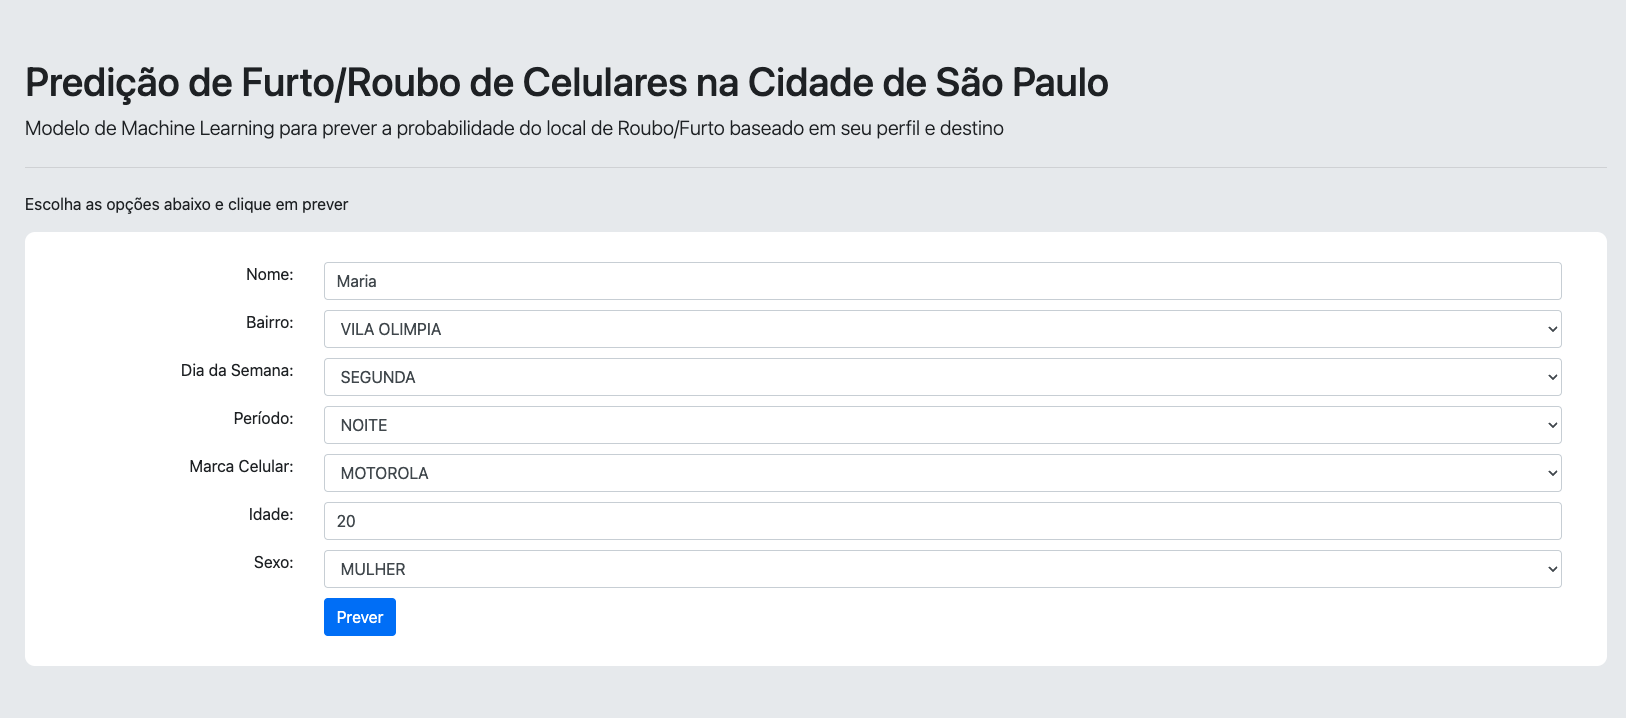 Predição de Furto/Roubo de Celulares na Cidade de São Paulo
Modelo de Machine Learning para prever a probabilidade do local de Roubo/Furto baseado em seu perfil e destino
Escolha as opções abaixo e clique em prever
Nome: Maria
Bairro: VILA OLIMPIA
Dia da Semana: SEGUNDA
Período: NOITE
Marca Celular: MOTOROLA
Idade: 20
Sexo: MULHER
Prever